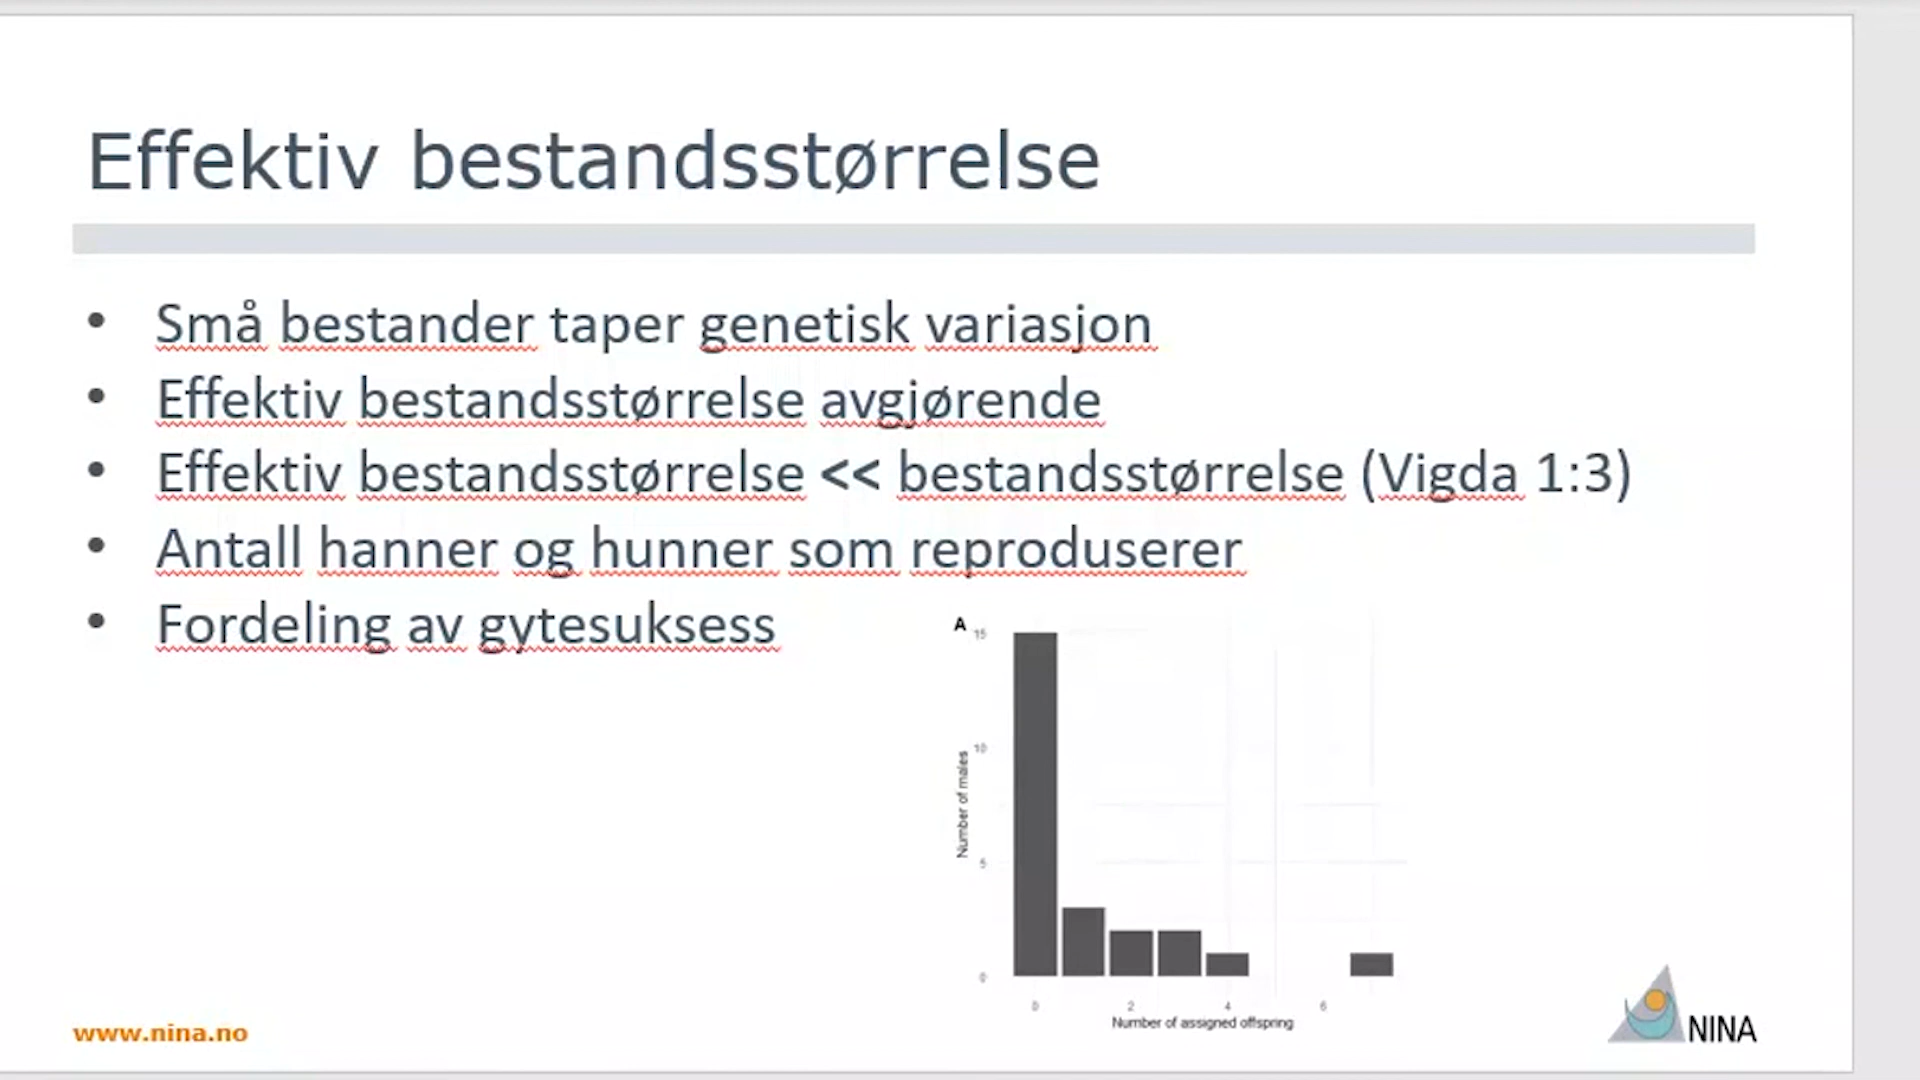 Effektiv bestandsstørrelse
• Små bestander taper genetisk variasjon
• Effektiv bestandsstørrelse avgjørende
• Effektiv bestandsstørrelse << bestandsstørrelse (Vigda 1:3)
• Antall hanner og hunner som reproduserer
• Fordeling av gytesuksess
A
15
10
5
0
Number of males
0 2 4 6
Number of assigned offspring
www.nina.no
NINA